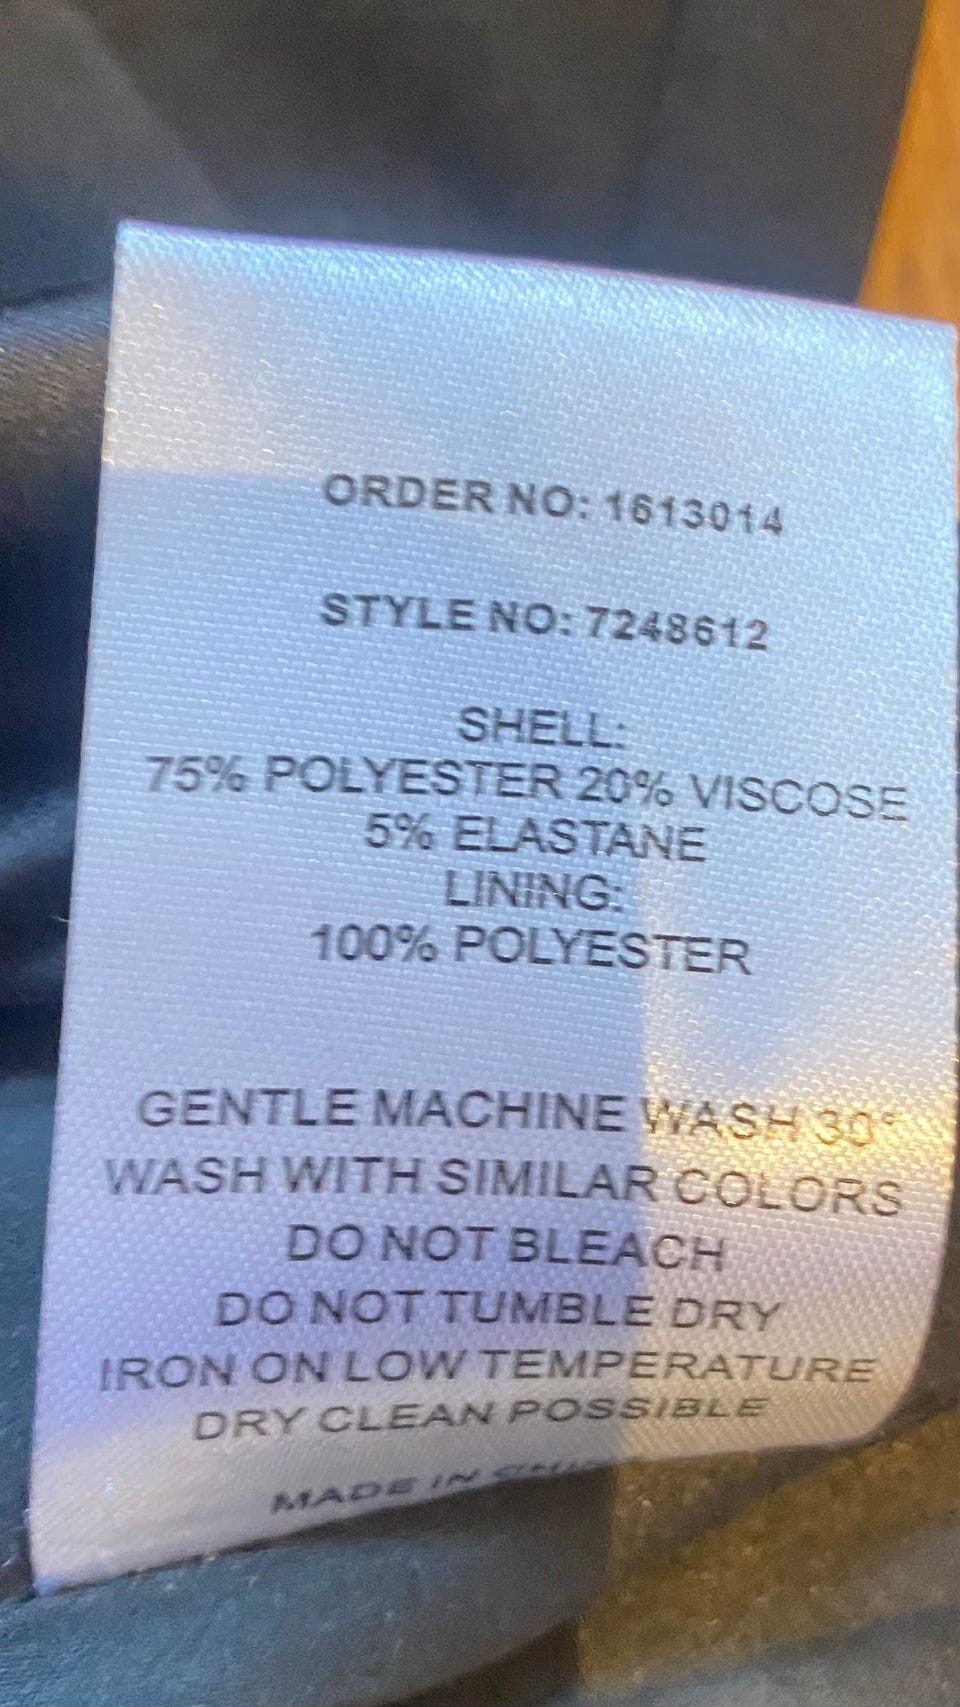 ORDER NO: 1613014
STYLE NO: 7248612
SHELL:
75% POLYESTER 20% VISCOSE
5% ELASTANE
LINING:
100% POLYESTER
GENTLE MACHINE WASH 30°
WASH WITH SIMILAR COLORS
DO NOT BLEACH
DO NOT TUMBLE DRY
IRON ON LOW TEMPERATURE
DRY CLEAN POSSIBLE
MADE IN